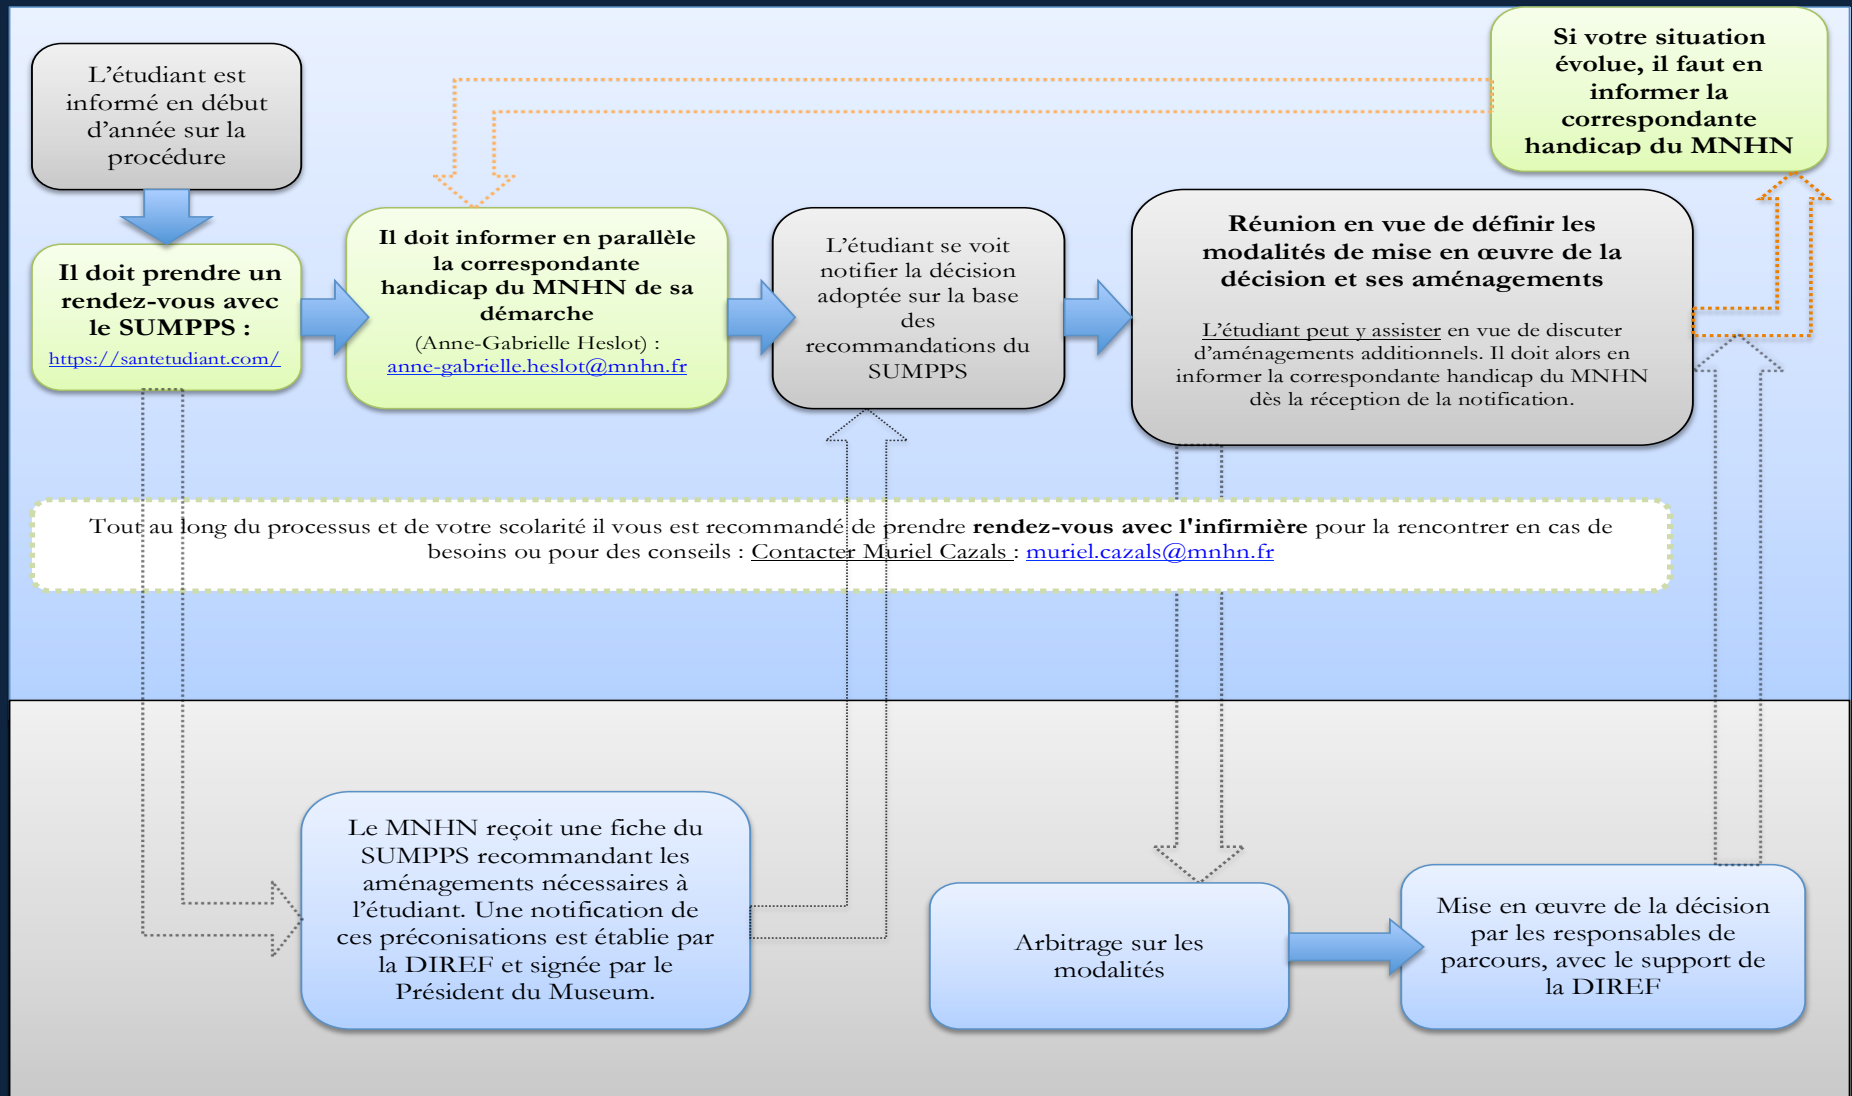 L'étudiant est
informé en début
d'année sur la
procédure
Si votre situation
évolue, il faut en
informer la
correspondante
handicap du MNHN
Il doit prendre un
rendez-vous avec
le SUMPPS :
https://santetudiant.com/
Il doit informer en parallèle
la correspondante
handicap du MNHN de sa
démarche
(Anne-Gabrielle Heslot) :
anne-gabrielle.heslot@mnhn.fr
L'étudiant se voit
notifier la décision
adoptée sur la base
des
recommandations du
SUMPPS
Réunion en vue de définir les
modalités de mise en œuvre de la
décision et ses aménagements
L'étudiant peut y assister en vue de discuter
d'aménagements additionnels. Il doit alors en
informer la correspondante handicap du MNHN
dès la réception de la notification.
Tout au long du processus et de votre scolarité il vous est recommandé de prendre rendez-vous avec l'infirmière pour la rencontrer en cas de
besoins ou pour des conseils : Contacter Muriel Cazals : muriel.cazals@mnhn.fr
Le MNHN reçoit une fiche du
SUMPPS recommandant les
aménagements nécessaires à
l'étudiant. Une notification de
ces préconisations est établie par
la DIREF et signée par le
Président du Museum.
Arbitrage sur les
modalités
Mise en œuvre de la décision
par les responsables de
parcours, avec le support de
la DIREF